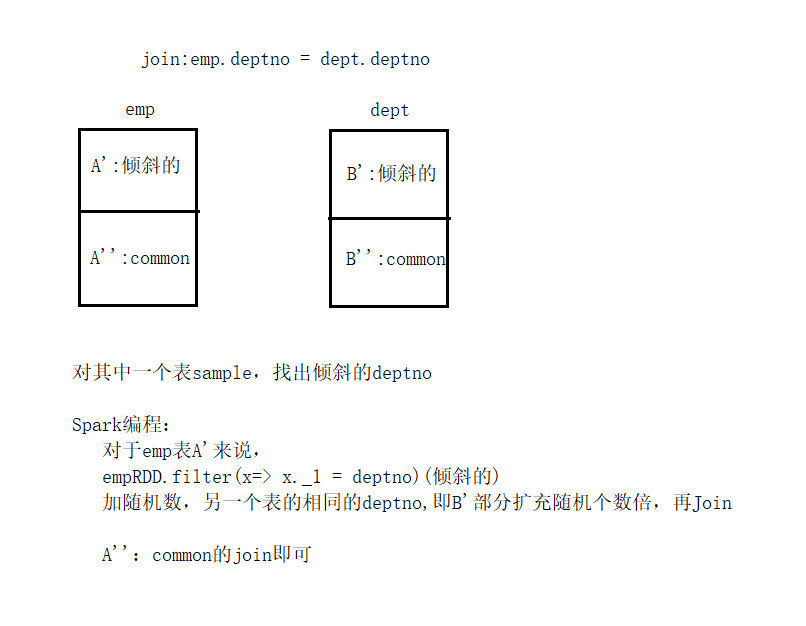 join:emp.deptno = dept.deptno
emp dept
A':倾斜的 B':倾斜的
A'':common B'':common
对其中一个表sample，找出倾斜的deptno
Spark编程：
对于emp表A'来说，
empRDD.filter(x=> x._1 = deptno)(倾斜的)
加随机数，另一个表的相同的deptno,即B'部分扩充随机个数倍，再Join
A''：common的join即可